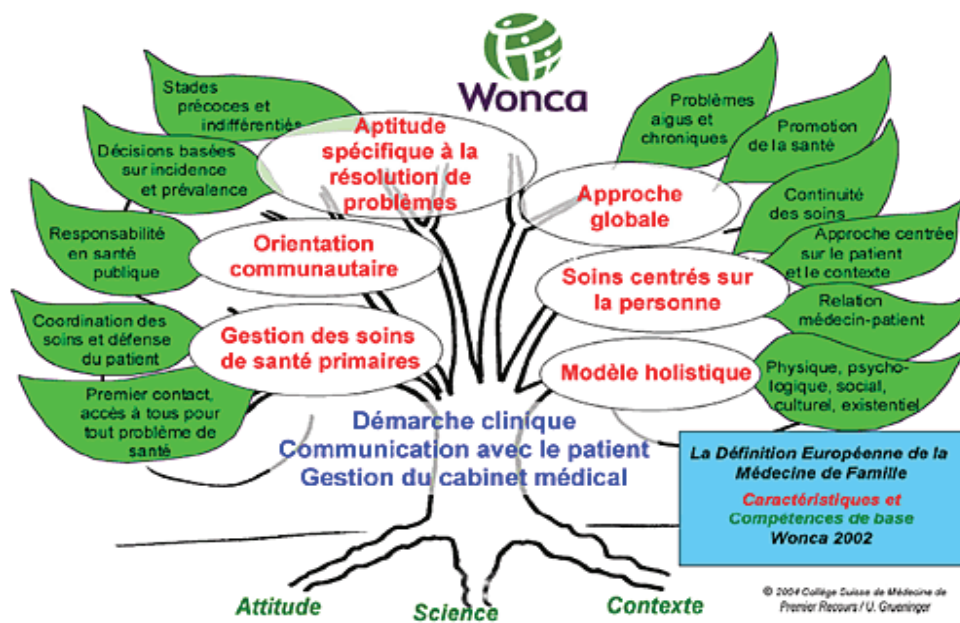 Wonca
Stades
précoces et
indifférentiés
Décisions basées
sur incidence
et prévalence
Responsabilité
en santé
publique
Coordination des
soins et défense
du patient
Premier contact,
accès à tous pour
tout problème de
santé
Aptitude
spécifique à la
résolution de
problèmes
Orientation
communautaire
Gestion des soins
de santé primaires
Problèmes
aigus et
chroniques
Promotion
de la santé
Continuité
des soins
Approche centrée
sur le patient
et le contexte
Relation
médecin-patient
Physique, psycho-
logique, social,
culturel, existentiel
Approche
globale
Soins centrés sur
la personne
Modèle holistique
Démarche clinique
Communication avec le patient
Gestion du cabinet médical
La Définition Européenne de la
Médecine de Famille
Caractéristiques et
Compétences de base
Wonca 2002
Attitude
Science
Contexte
© 2004 Collège Suisse de Médecine de
Premier Recours / U. Grueninger